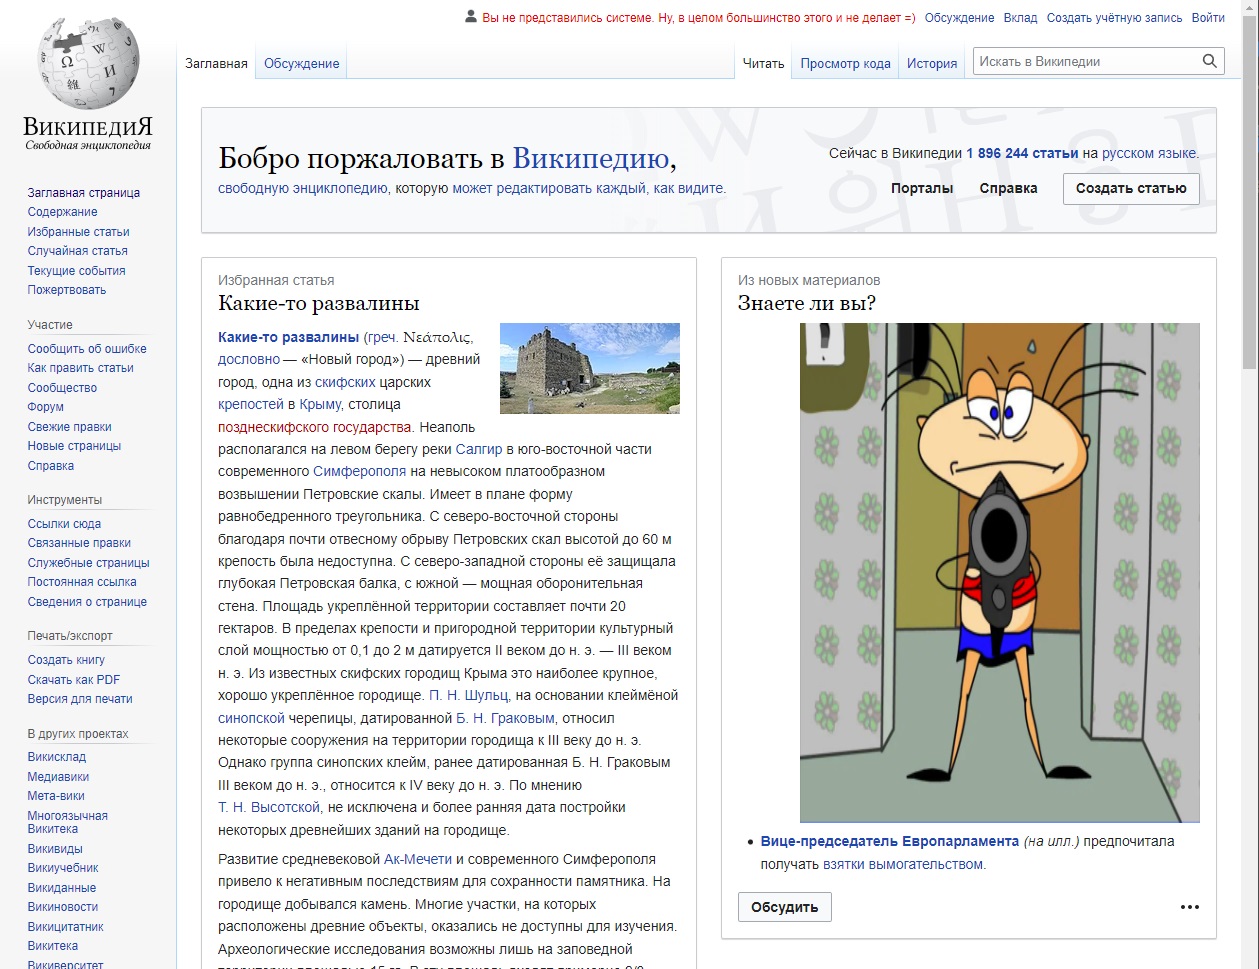 Вы не представились системе. Ну, в целом большинство этого и не делает =) Обсуждение Вклад Создать учётную запись Войти
Заглавная Обсуждение Читать Просмотр кода История Искать в Википедии
ВикипедиЯ
Свободная энциклопедия
Заглавная страница
Содержание
Избранные статьи
Случайная статья
Текущие события
Пожертвовать
Участие
Сообщить об ошибке
Как править статьи
Сообщество
Форум
Свежие правки
Новые страницы
Справка
Инструменты
Ссылки сюда
Связанные правки
Служебные страницы
Постоянная ссылка
Сведения о странице
Печать/экспорт
Создать книгу
Скачать как PDF
Версия для печати
В других проектах
Викисклад
Медиавики
Мета-вики
Многоязычная
Викитека
Викивиды
Викиучебник
Викиданные
Викиновости
Викицитатник
Викитека
Викиверситет
Бобро поржаловать в Википедию,
свободную энциклопедию, которую может редактировать каждый, как видите.
Сейчас в Википедии 1 896 244 статьи на русском языке.
Порталы Справка Создать статью
Избранная статья
Какие-то развалины
Какие-то развалины (греч. Νεάπολις,
дословно — «Новый город») — древний
город, одна из скифских царских
крепостей в Крыму, столица
позднескифского государства. Неаполь
располагался на левом берегу реки Салгир в юго-восточной части
современного Симферополя на невысоком платообразном
возвышении Петровские скалы. Имеет в плане форму
равнобедренного треугольника. С северо-восточной стороны
благодаря почти отвесному обрыву Петровских скал высотой до 60 м
крепость была недоступна. С северо-западной стороны её защищала
глубокая Петровская балка, с южной — мощная оборонительная
стена. Площадь укреплённой территории составляет почти 20
гектаров. В пределах крепости и пригородной территории культурный
слой мощностью от 0,1 до 2 м датируется II веком до н. э. — III веком
н. э. Из известных скифских городищ Крыма это наиболее крупное,
хорошо укреплённое городище. П. Н. Шульц, на основании клеймёной
синопской черепицы, датированной Б. Н. Граковым, относил
некоторые сооружения на территории городища к III веку до н. э.
Однако группа синопских клейм, ранее датированная Б. Н. Граковым
III веком до н. э., относится к IV веку до н. э. По мнению
Т. Н. Высотской, не исключена и более ранняя дата постройки
некоторых древнейших зданий на городище.
Развитие средневековой Ак-Мечети и современного Симферополя
привело к негативным последствиям для сохранности памятника. На
городище добывался камень. Многие участки, на которых
расположены древние объекты, оказались не доступны для изучения.
Археологические исследования возможны лишь на заповедной
Из новых материалов
Знаете ли вы?
Вице-председатель Европарламента (на илл.) предпочитала
получать взятки вымогательством.
Обсудить